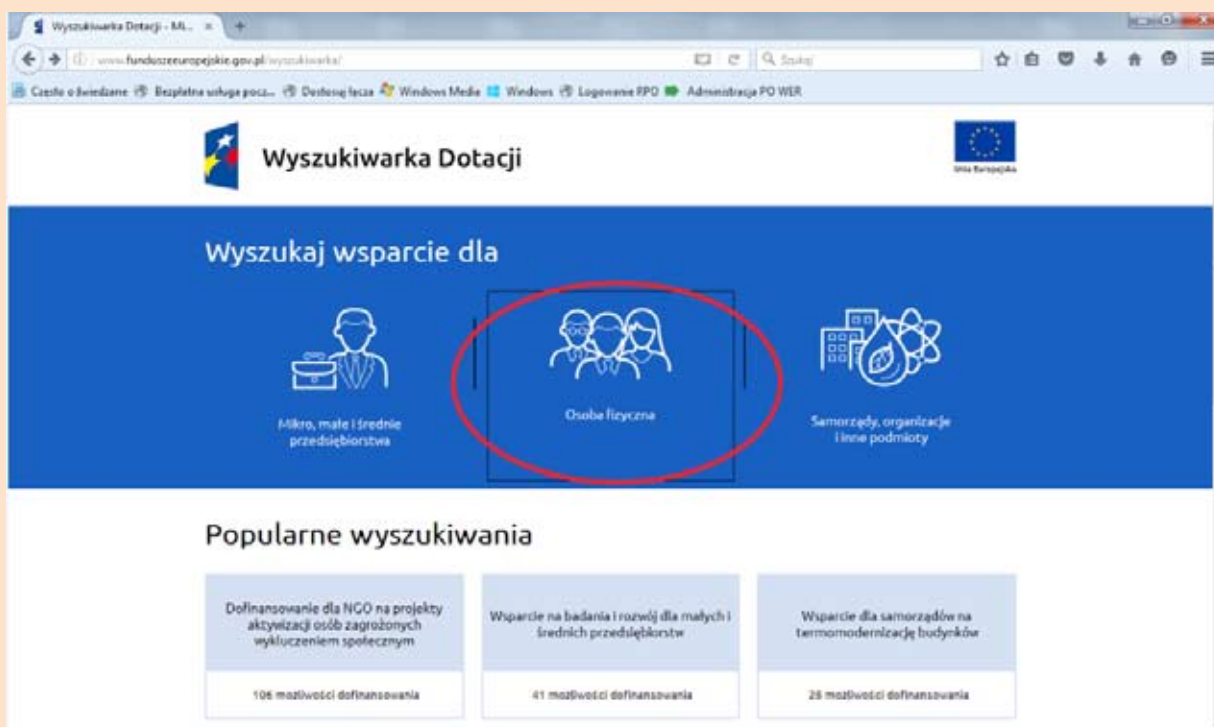 Wyszukiwarka Dotacji - Mi...
www.funduszeeuropejskie.gov.pl/wyszukiwarka/
Szukaj
Często odwiedzane Bezpłatna usługa pocz... Dostosuj łącza Windows Media Windows Logowanie RPO Administracja PO WER
Wyszukiwarka Dotacji
Unia Europejska
Wyszukaj wsparcie dla
Mikro, małe i średnie
przedsiębiorstwa
Osoba fizyczna
Samorządy, organizacje
i inne podmioty
Popularne wyszukiwania
Dofinansowanie dla NGO na projekty
aktywizacji osób zagrożonych
wykluczeniem społecznym
Wsparcie na badania i rozwój dla małych i
średnich przedsiębiorstw
Wsparcie dla samorządów na
termomodernizację budynków
106 możliwości dofinansowania
41 możliwości dofinansowania
28 możliwości dofinansowania